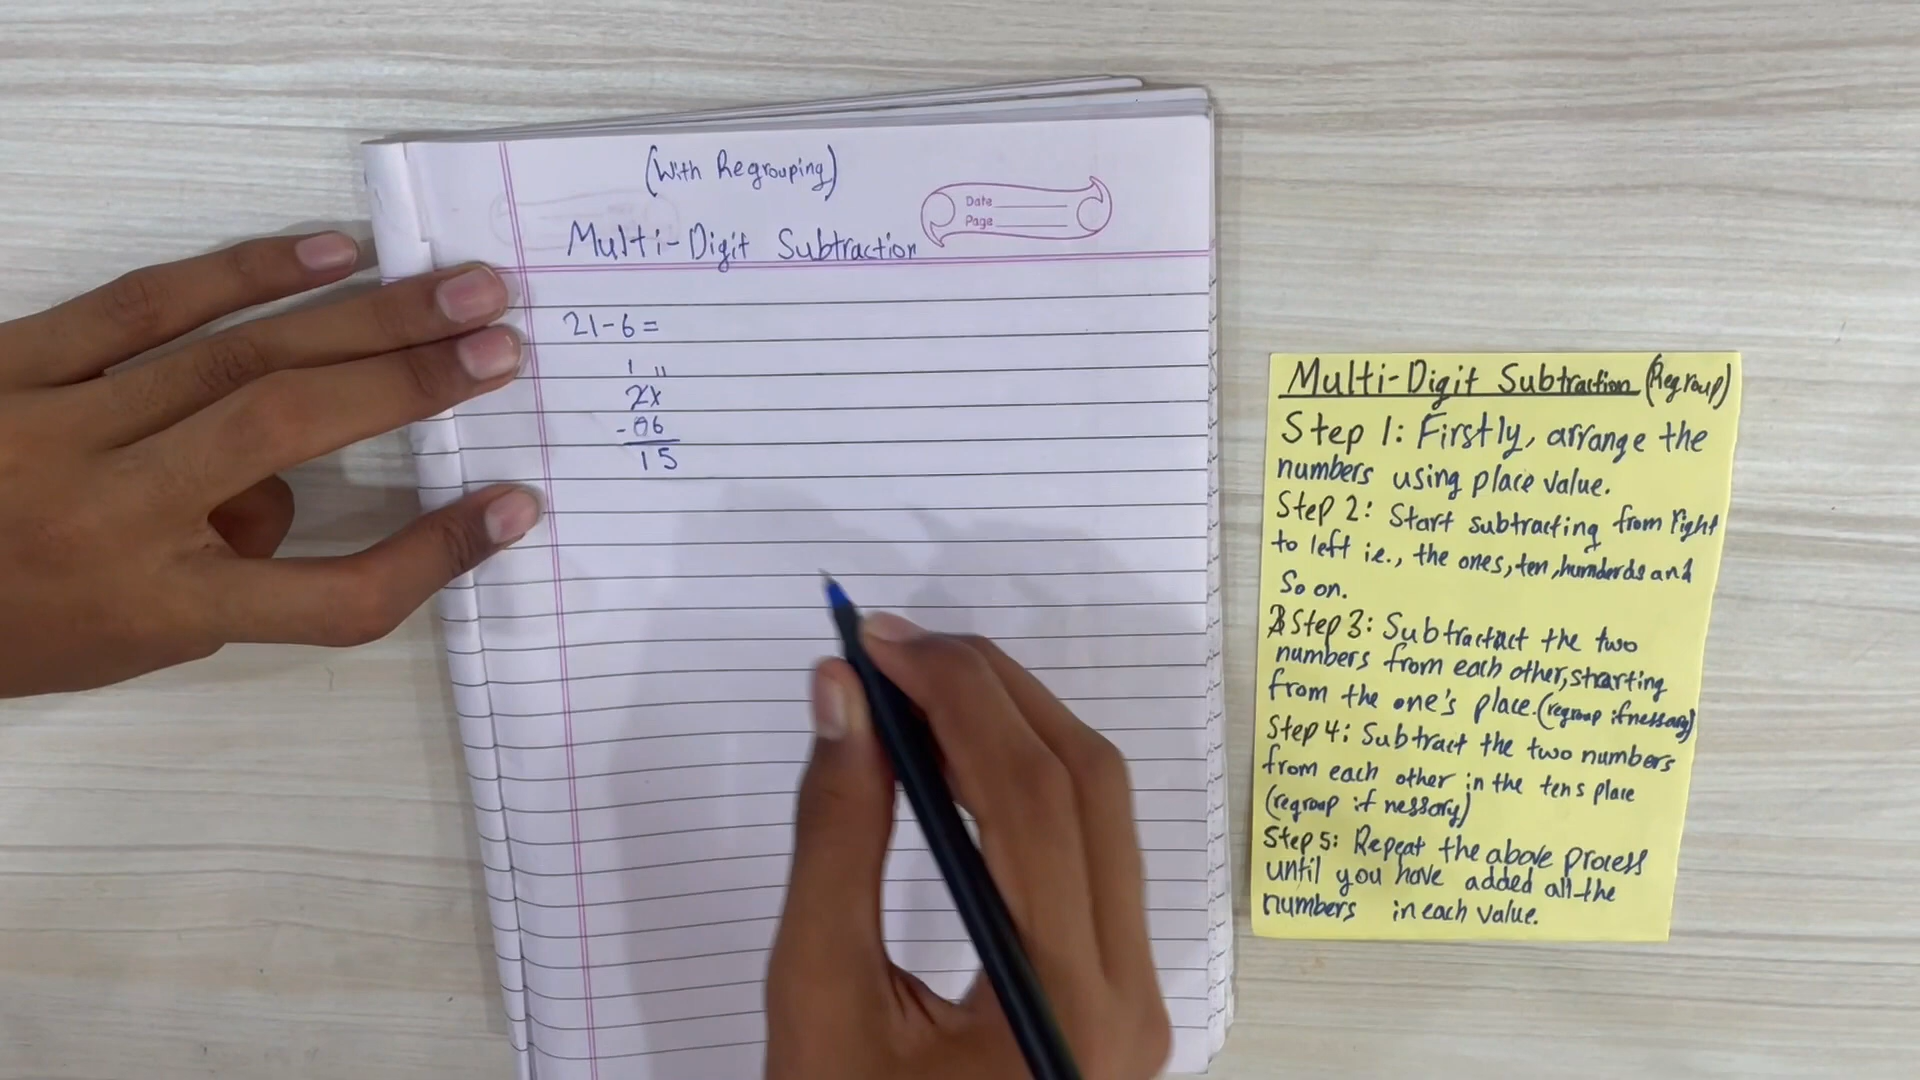 (With Regrouping)
Date
Page
Multi-Digit Subtraction
21-6=
1 11
21
-06
15
Multi-Digit Subtraction (Regroup)
Step 1: Firstly, arrange the
numbers using place value.
Step 2: Start subtracting from right
to left i.e., the ones, ten, hunderds and
So on.
Step 3: Subtract the two
numbers from each other, starting
from the one's place. (regroup if nessary)
Step 4: Subtract the two numbers
from each other in the tens place
(regroup if nessary)
Step 5: Repeat the above process
until you have added all the
numbers in each value.